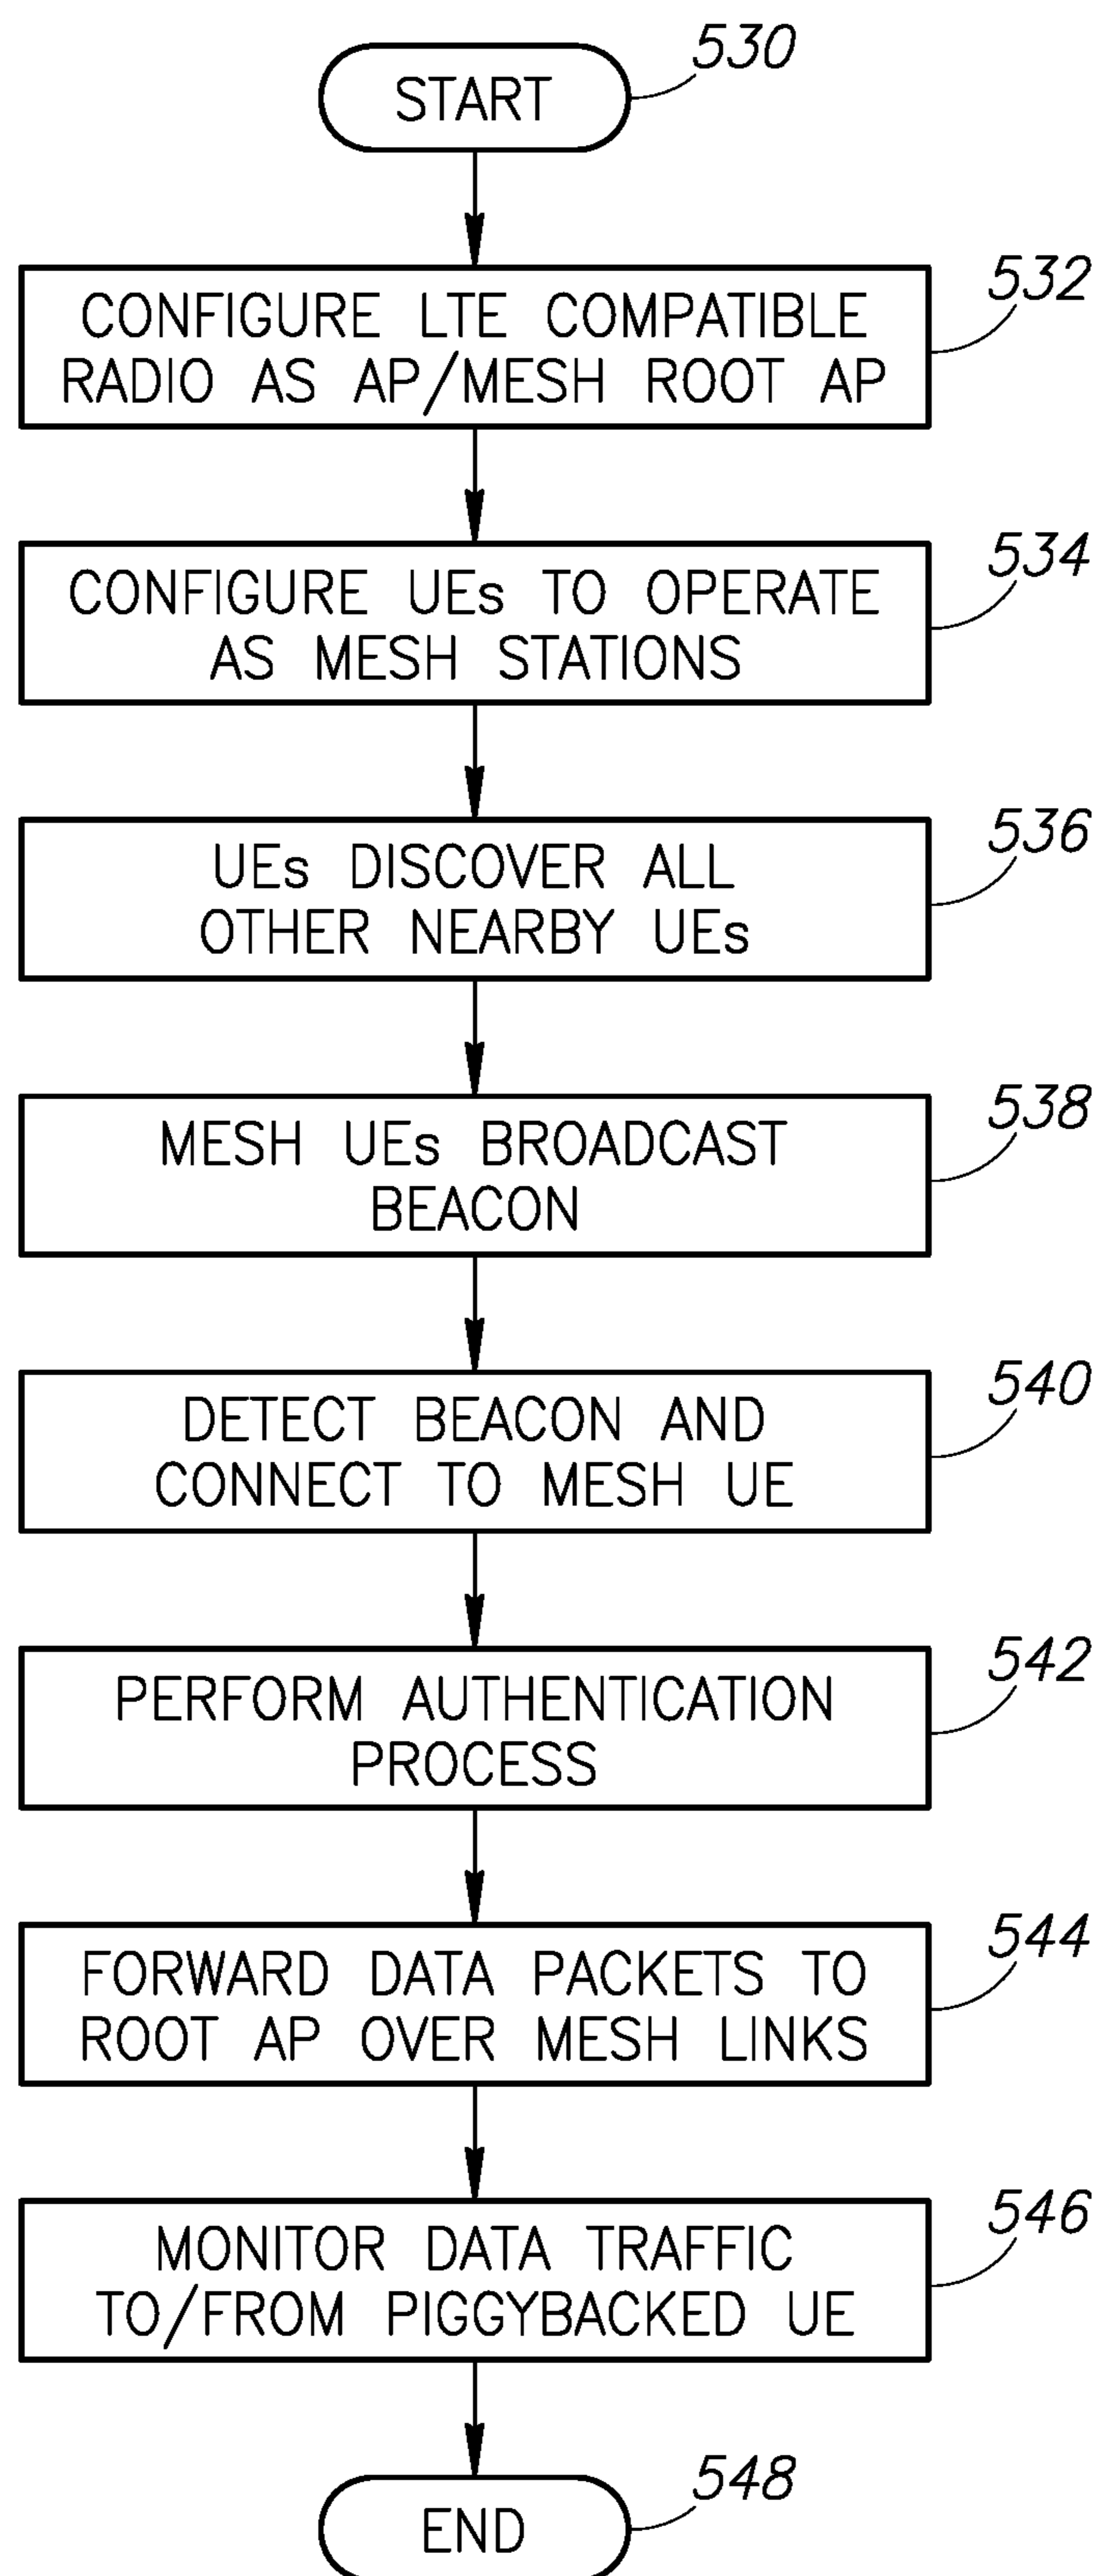 530
START
532
CONFIGURE LTE COMPATIBLE
RADIO AS AP/MESH ROOT AP
534
CONFIGURE UEs TO OPERATE
AS MESH STATIONS
536
UEs DISCOVER ALL
OTHER NEARBY UEs
538
MESH UEs BROADCAST
BEACON
540
DETECT BEACON AND
CONNECT TO MESH UE
542
PERFORM AUTHENTICATION
PROCESS
544
FORWARD DATA PACKETS TO
ROOT AP OVER MESH LINKS
546
MONITOR DATA TRAFFIC
TO/FROM PIGGYBACKED UE
548
END